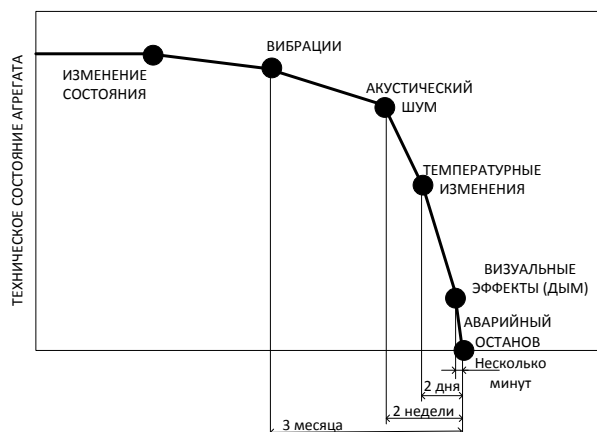 ТЕХНИЧЕСКОЕ СОСТОЯНИЕ АГРЕГАТА
ИЗМЕНЕНИЕ
СОСТОЯНИЯ
ВИБРАЦИИ
АКУСТИЧЕСКИЙ
ШУМ
ТЕМПЕРАТУРНЫЕ
ИЗМЕНЕНИЯ
ВИЗУАЛЬНЫЕ
ЭФФЕКТЫ (ДЫМ)
АВАРИЙНЫЙ
ОСТАНОВ
Несколько
минут
2 дня
2 недели
3 месяца